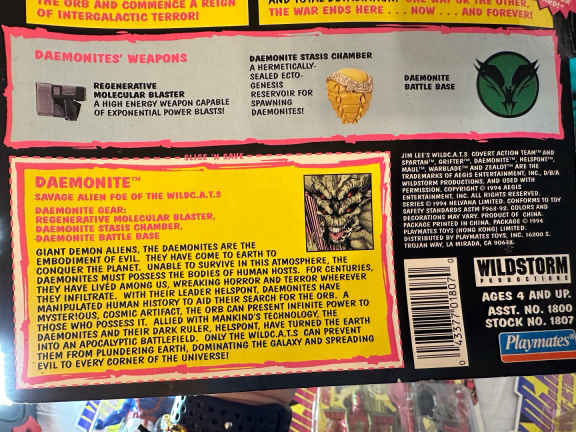 THE ORB AND COMMENCE A REIGN
OF INTERGALACTIC TERROR!
THE WAR ENDS HERE . . . NOW . . . AND FOREVER!
DAEMONITES' WEAPONS
REGENERATIVE
MOLECULAR BLASTER
A HIGH ENERGY WEAPON CAPABLE
OF EXPONENTIAL POWER BLASTS!
DAEMONITE STASIS CHAMBER
A HERMETICALLY-
SEALED ECTO-
GENESIS
RESERVOIR FOR
SPAWNING
DAEMONITES!
DAEMONITE
BATTLE BASE
CLIP 'N SAVE
DAEMONITE™
SAVAGE ALIEN FOE OF THE WILDC.A.T.S
DAEMONITE GEAR:
REGENERATIVE MOLECULAR BLASTER,
DAEMONITE STASIS CHAMBER,
DAEMONITE BATTLE BASE
GIANT DEMON ALIENS, THE DAEMONITES ARE THE
EMBODIMENT OF EVIL. THEY HAVE COME TO EARTH TO
CONQUER THE PLANET. UNABLE TO SURVIVE IN THIS ATMOSPHERE, THE
DAEMONITES MUST POSSESS THE BODIES OF HUMAN HOSTS. FOR CENTURIES,
THEY HAVE LIVED AMONG US, WREAKING HORROR AND TERROR WHEREVER
THEY INFILTRATE. WITH THEIR LEADER HELSPONT, DAEMONITES HAVE
MANIPULATED HUMAN HISTORY TO AID THEIR SEARCH FOR THE ORB. A
MYSTERIOUS, COSMIC ARTIFACT, THE ORB CAN PRESENT INFINITE POWER TO
THOSE WHO POSSESS IT. ALLIED WITH MANKIND'S TECHNOLOGY, THE
DAEMONITES AND THEIR DARK RULER, HELSPONT, HAVE TURNED THE EARTH
INTO AN APOCALYPTIC BATTLEFIELD. ONLY THE WILDC.A.T.S CAN PREVENT
THEM FROM PLUNDERING EARTH, DOMINATING THE GALAXY AND SPREADING
EVIL TO EVERY CORNER OF THE UNIVERSE!
JIM LEE'S WILDC.A.T.S COVERT ACTION TEAM™ AND
SPARTAN, GRIFTER, DAEMONITE, HELSPONT,
MAUL, WARBLADE AND ZEALOT ARE THE
TRADEMARKS OF AEGIS ENTERTAINMENT, INC., D/B/A
WILDSTORM PRODUCTIONS, AND USED WITH
PERMISSION. COPYRIGHT © 1994 AEGIS
ENTERTAINMENT, INC. ALL RIGHTS RESERVED.
SERIES © 1994 NELVANA LIMITED. CONFORMS TO TOY
SAFETY STANDARDS ASTM F963-92. COLORS AND
DECORATIONS MAY VARY. PRODUCT OF CHINA.
PACKAGE PRINTED IN CHINA. PACKAGE © 1994
PLAYMATES TOYS (HONG KONG) LIMITED.
DISTRIBUTED BY PLAYMATES TOYS, INC. 16200 S.
TROJAN WAY, LA MIRADA, CA 90638.
0 43377 01807 0
WILDSTORM
PRODUCTIONS
AGES 4 AND UP.
ASST. NO. 1800
STOCK NO. 1807
Playmates